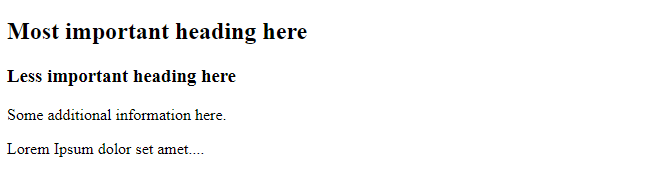 Most important heading here
Less important heading here
Some additional information here.
Lorem Ipsum dolor set amet....